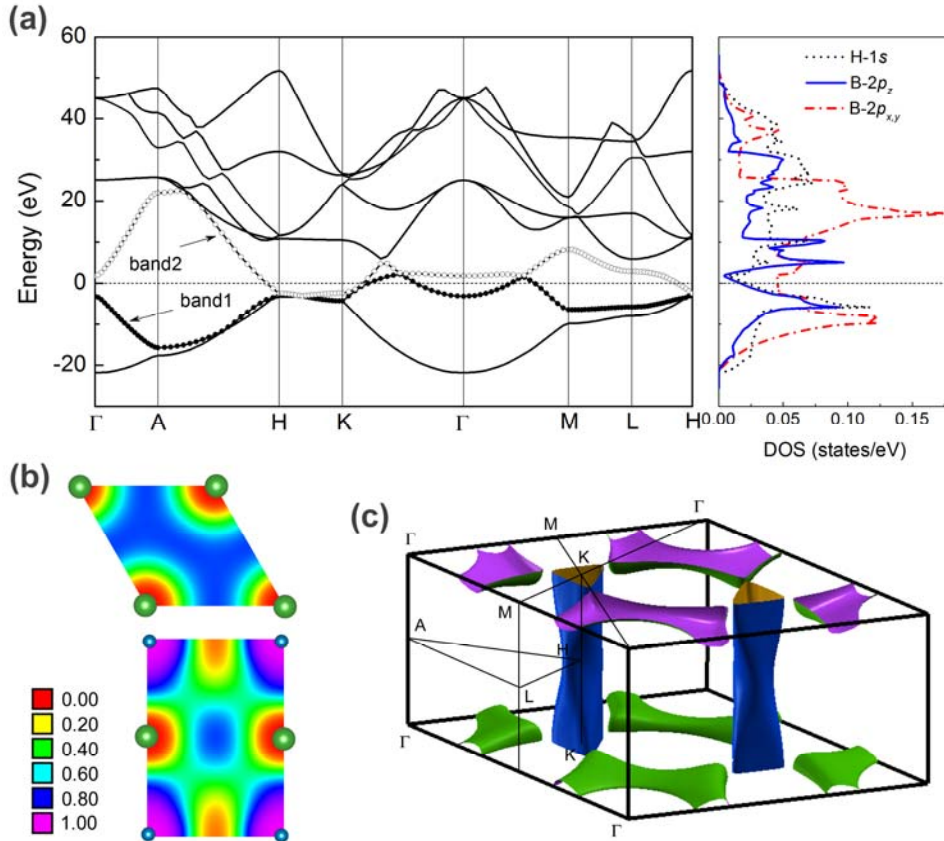 (a)
60
40
20
0
-20
Energy (eV)
band2
band1
Γ A H K Γ M L H
H-1s
B-2pz
B-2px,y
0.00 0.05 0.10 0.15
DOS (states/eV)
(b)
0.00
0.20
0.40
0.60
0.80
1.00
(c)
M
Γ
Γ
K
M
A
H
L
Γ
K
Γ